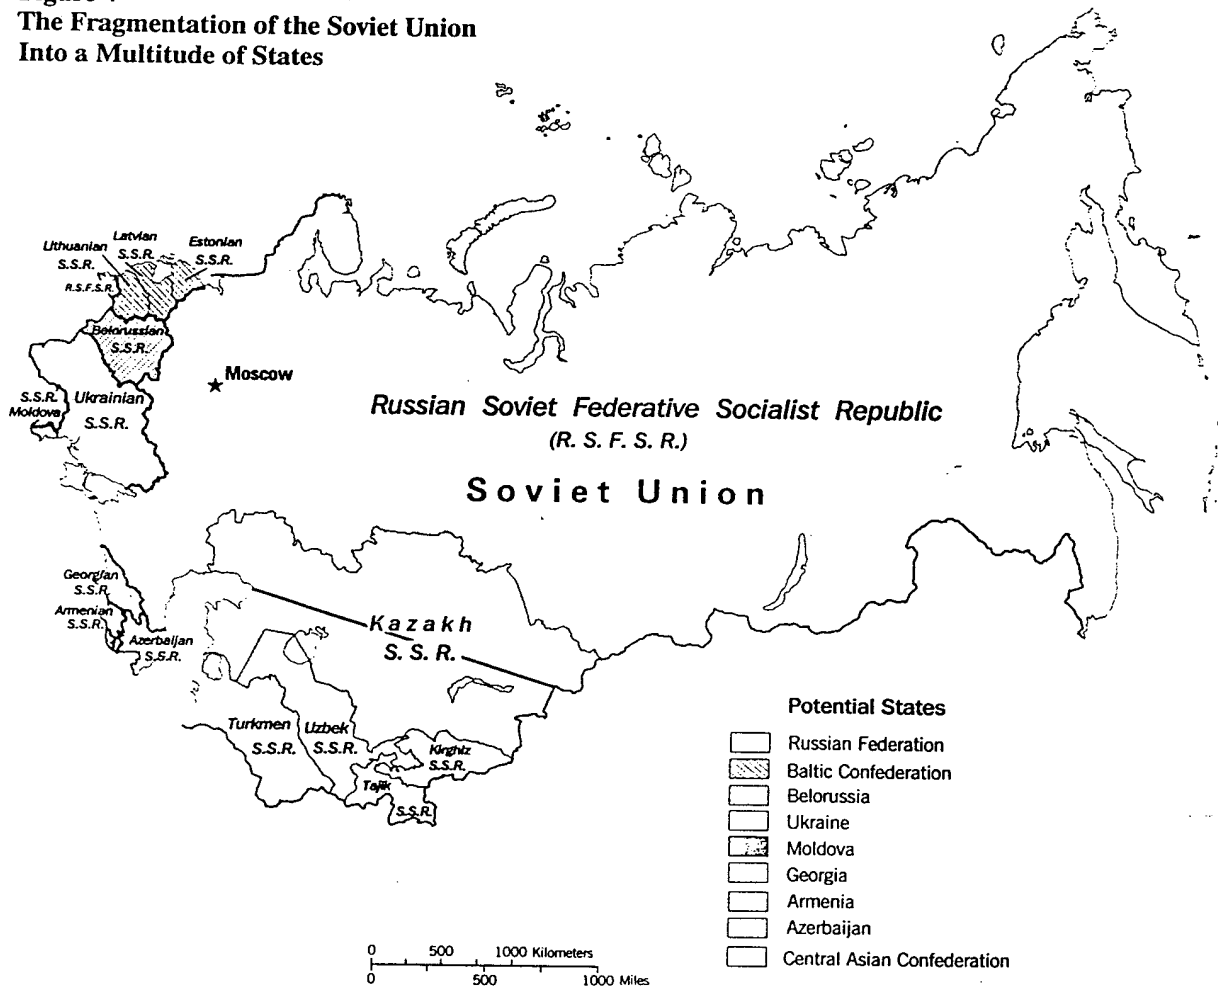 The Fragmentation of the Soviet Union
Into a Multitude of States
Latvian
S.S.R.
Lithuanian
S.S.R.
Estonian
S.S.R.
R.S.F.S.R.
Belorussian
S.S.R.
Moscow
S.S.R.
Moldova
Ukrainian
S.S.R.
Russian Soviet Federative Socialist Republic
(R. S. F. S. R.)
Soviet Union
Georgian
S.S.R.
Armenian
S.S.R.
Azerbaijan
S.S.R.
Kazakh
S. S. R.
Turkmen
S.S.R.
Uzbek
S.S.R.
Kirghiz
S.S.R.
Tajik
S.S.R.
Potential States
Russian Federation
Baltic Confederation
Belorussia
Ukraine
Moldova
Georgia
Armenia
Azerbaijan
Central Asian Confederation
0 500 1000 Kilometers
0 500 1000 Miles